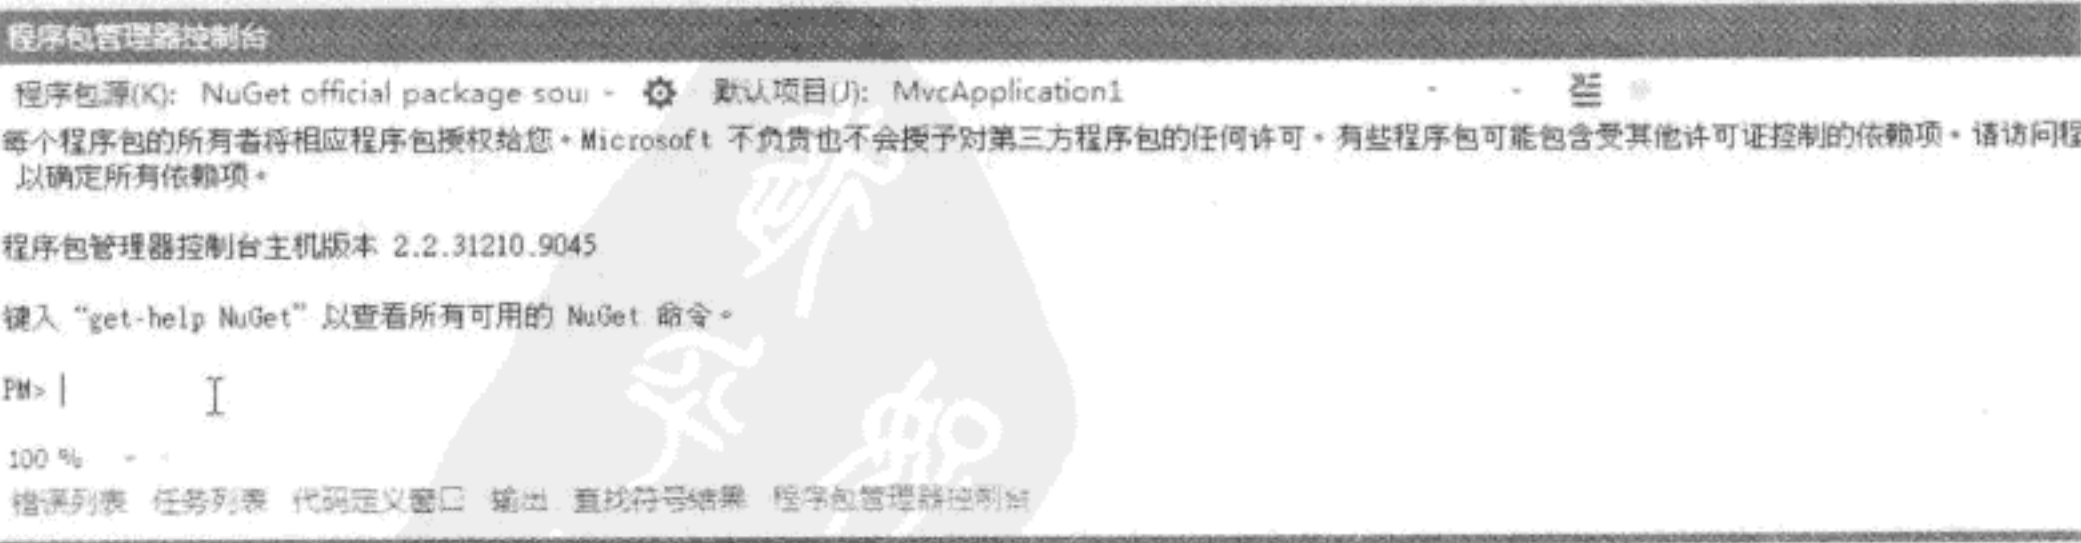 程序包管理器控制台
程序包源(K): NuGet official package sour 默认项目(J): MvcApplication1
每个程序包的所有者将相应程序包授权给您。Microsoft 不负责也不会授予对第三方程序包的任何许可。有些程序包可能包含受其他许可证控制的依赖项。请访问程
以确定所有依赖项。
程序包管理器控制台主机版本 2.2.31210.9045
键入 “get-help NuGet” 以查看所有可用的 NuGet 命令。
PM>
100 %
错误列表 任务列表 代码定义窗口 输出 查找符号结果 程序包管理器控制台